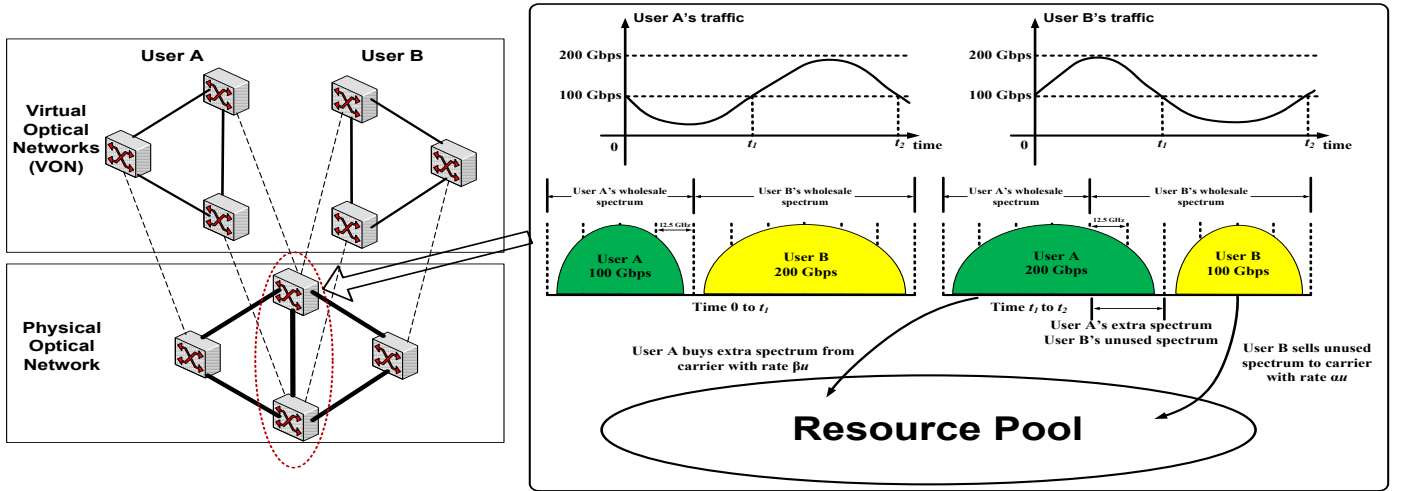 User A
User B
Virtual
Optical
Networks
(VON)
Physical
Optical
Network
User A's traffic
200 Gbps
100 Gbps
0
t1
t2
time
User B's traffic
200 Gbps
100 Gbps
0
t1
t2
time
User A's wholesale
spectrum
User B's wholesale
spectrum
12.5 GHz
User A
100 Gbps
User B
200 Gbps
Time 0 to t1
User A's wholesale
spectrum
User B's wholesale
spectrum
12.5 GHz
User A
200 Gbps
User B
100 Gbps
Time t1 to t2
User A's extra spectrum
User B's unused spectrum
User A buys extra spectrum from
carrier with rate βu
User B sells unused
spectrum to carrier
with rate αu
Resource Pool